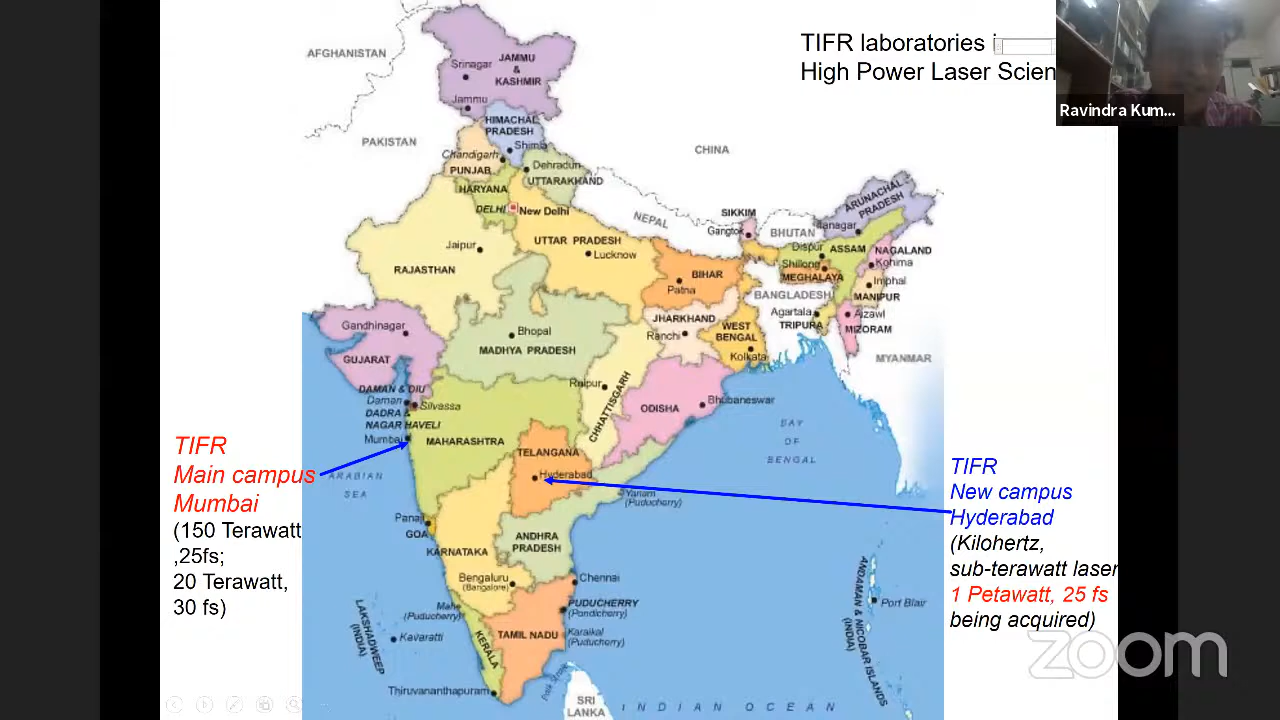 TIFR laboratories i
High Power Laser Scien
Ravindra Kum...
AFGHANISTAN
JAMMU
&
KASHMIR
Srinagar
Jammu
HIMACHAL
PRADESH
Shimla
PAKISTAN
Chandigarh
PUNJAB
Dehradun
UTTARAKHAND
HARYANA
DELHI
New Delhi
CHINA
NEPAL
SIKKIM
Gangtok
BHUTAN
ARUNACHAL
PRADESH
Itanagar
Dispur
ASSAM
NAGALAND
Kohima
Shillong
MEGHALAYA
Imphal
MANIPUR
BANGLADESH
Agartala
TRIPURA
Aizawl
MIZORAM
MYANMAR
Jaipur
RAJASTHAN
UTTAR PRADESH
Lucknow
BIHAR
Patna
JHARKHAND
Ranchi
WEST
BENGAL
Kolkata
Gandhinagar
GUJARAT
Bhopal
MADHYA PRADESH
Raipur
CHHATTISGARH
ODISHA
Bhubaneswar
DAMAN & DIU
Daman
Silvassa
DADRA &
NAGAR HAVELI
Mumbai
MAHARASHTRA
TELANGANA
Hyderabad
BAY
OF
BENGAL
ARABIAN
SEA
Yanam
(Puducherry)
Panaji
GOA
KARNATAKA
ANDHRA
PRADESH
Bengaluru
(Bangalore)
Chennai
Mahe
(Puducherry)
PUDUCHERRY
(Pondicherry)
TAMIL NADU
Karaikal
(Puducherry)
KERALA
LAKSHADWEEP
(INDIA)
Kavaratti
Thiruvananthapuram
Palk Strait
SRI
LANKA
INDIAN OCEAN
ANDAMAN & NICOBAR ISLANDS
(INDIA)
Port Blair
TIFR
Main campus
Mumbai
(150 Terawatt
,25fs;
20 Terawatt,
30 fs)
TIFR
New campus
Hyderabad
(Kilohertz,
sub-terawatt laser
1 Petawatt, 25 fs
being acquired)
zoom